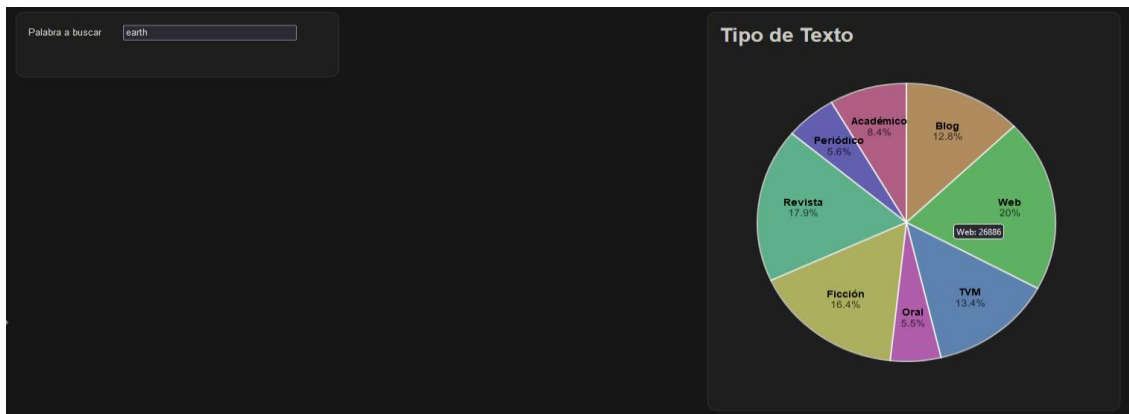 Palabra a buscar
earth
Tipo de Texto
Académico
8.4%
Blog
12.8%
Periódico
5.6%
Revista
17.9%
Web
20%
Web: 26886
Ficción
16.4%
TVM
13.4%
Oral
5.5%